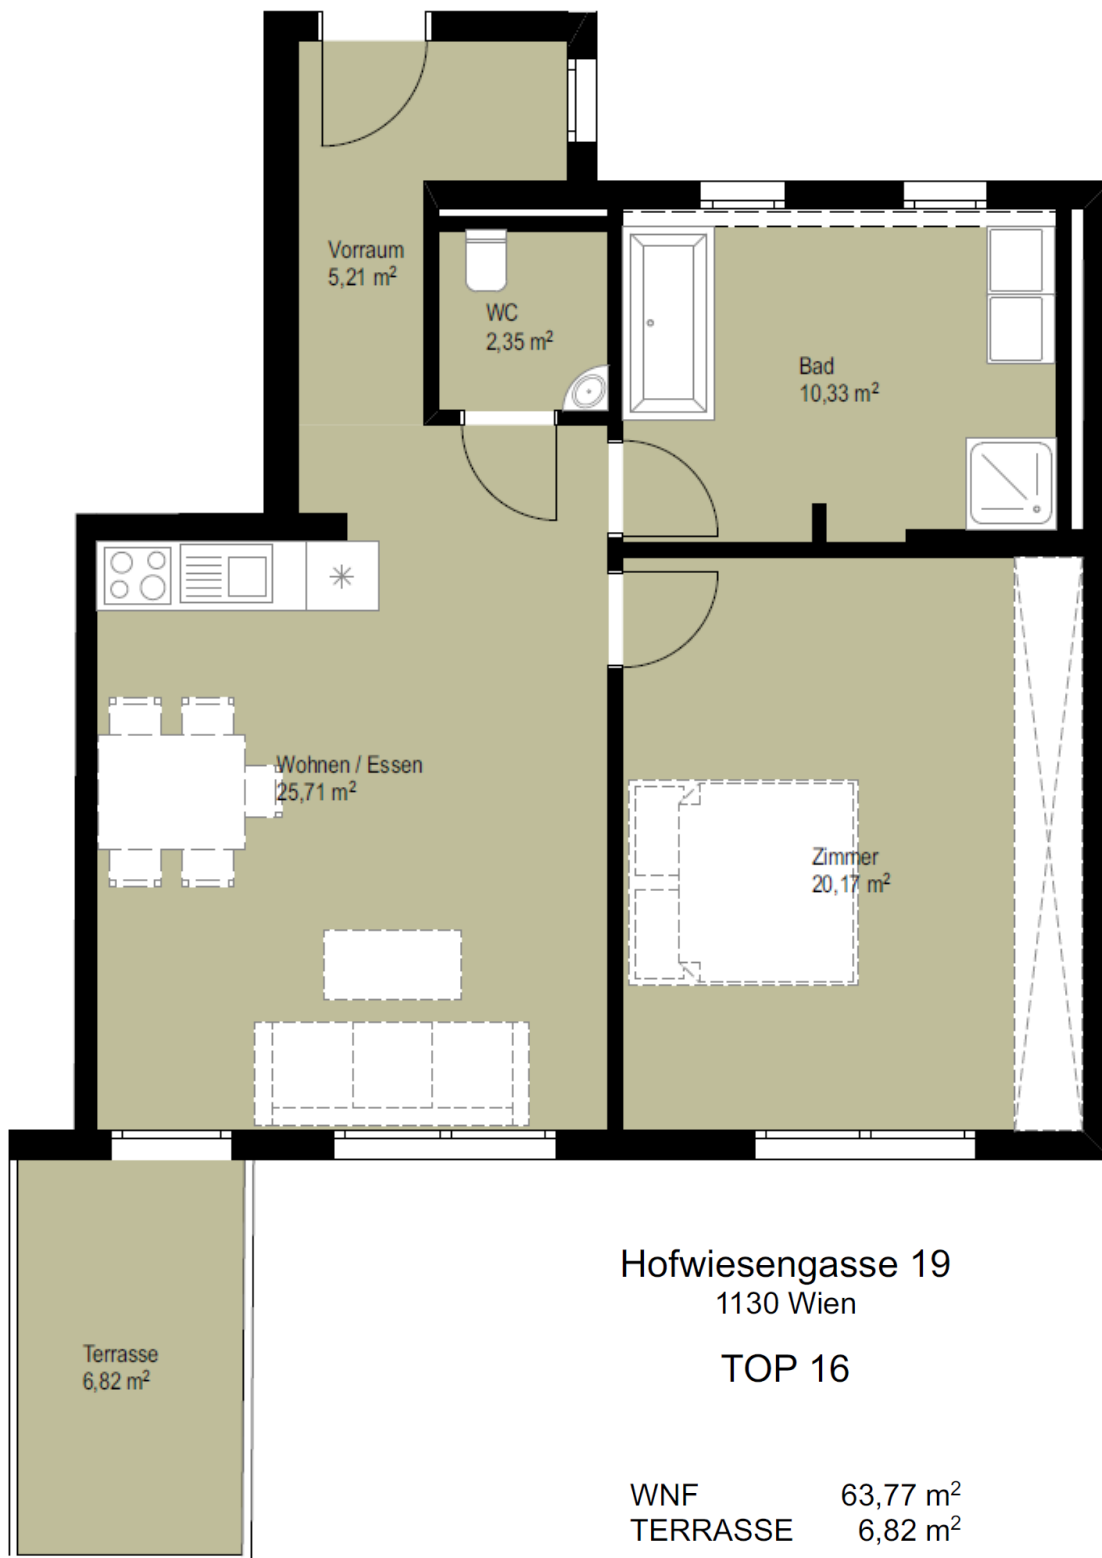 Vorraum
5,21 m²
WC
2,35 m²
Bad
10,33 m²
Wohnen / Essen
25,71 m²
Zimmer
20,17 m²
Terrasse
6,82 m²
Hofwiesengasse 19
1130 Wien
TOP 16
WNF 63,77 m²
TERRASSE 6,82 m²